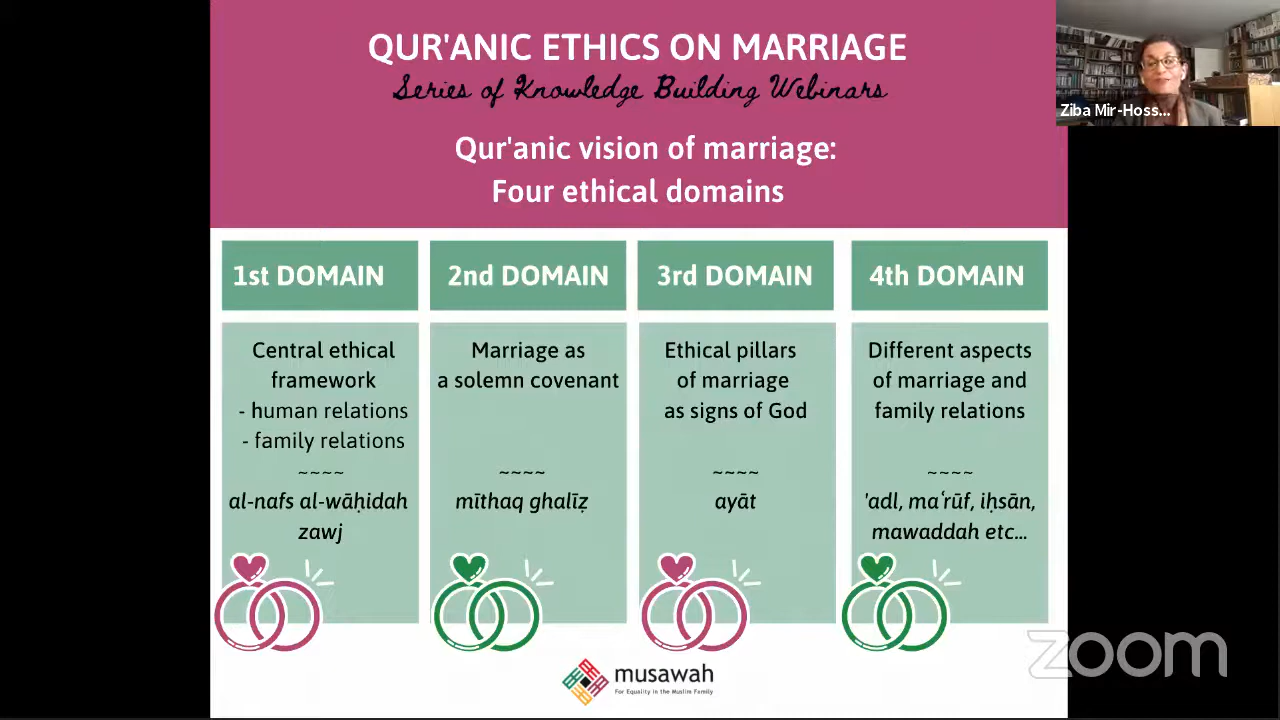 QUR'ANIC ETHICS ON MARRIAGE
Series of Knowledge Building Webinars
Qur'anic vision of marriage:
Four ethical domains
Ziba Mir-Hoss...
1st DOMAIN
Central ethical
framework
- human relations
- family relations
~~~~
al-nafs al-wāḥidah
zawj
2nd DOMAIN
Marriage as
a solemn covenant
~~~~
mīthaq ghalīẓ
3rd DOMAIN
Ethical pillars
of marriage
as signs of God
~~~~
ayāt
4th DOMAIN
Different aspects
of marriage and
family relations
~~~~
'adl, maʿrūf, iḥsān,
mawaddah etc...
musawah
For Equality in the Muslim Family
zoom